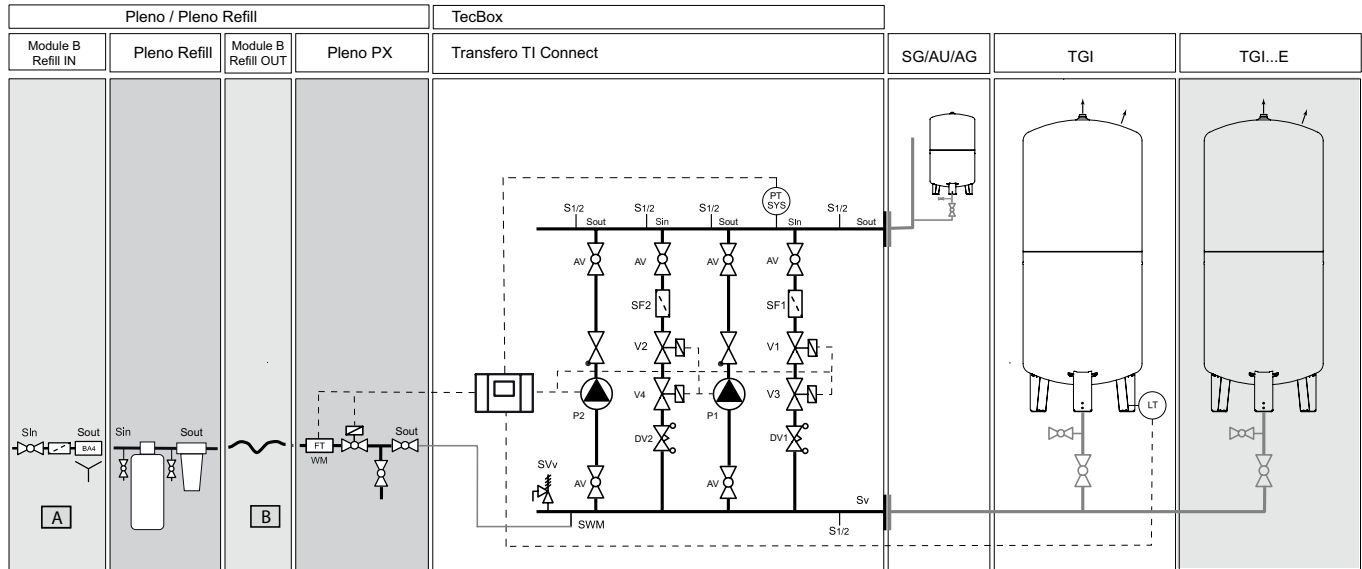 Pleno / Pleno Refill
TecBox
Module B
Refill IN
Pleno Refill
Module B
Refill OUT
Pleno PX
Transfero TI Connect
SG/AU/AG
TGI
TGI...E
PT
SYS
S1/2
Sout
S1/2
Sin
S1/2
Sout
SIn
S1/2
Sout
AV
AV
AV
AV
SF2
SF1
V2
V1
V4
V3
P2
P1
LT
SIn
Sout
BA4
Sin
Sout
FT
WM
Sout
DV2
DV1
SVv
AV
AV
Sv
A
B
SWM
S1/2